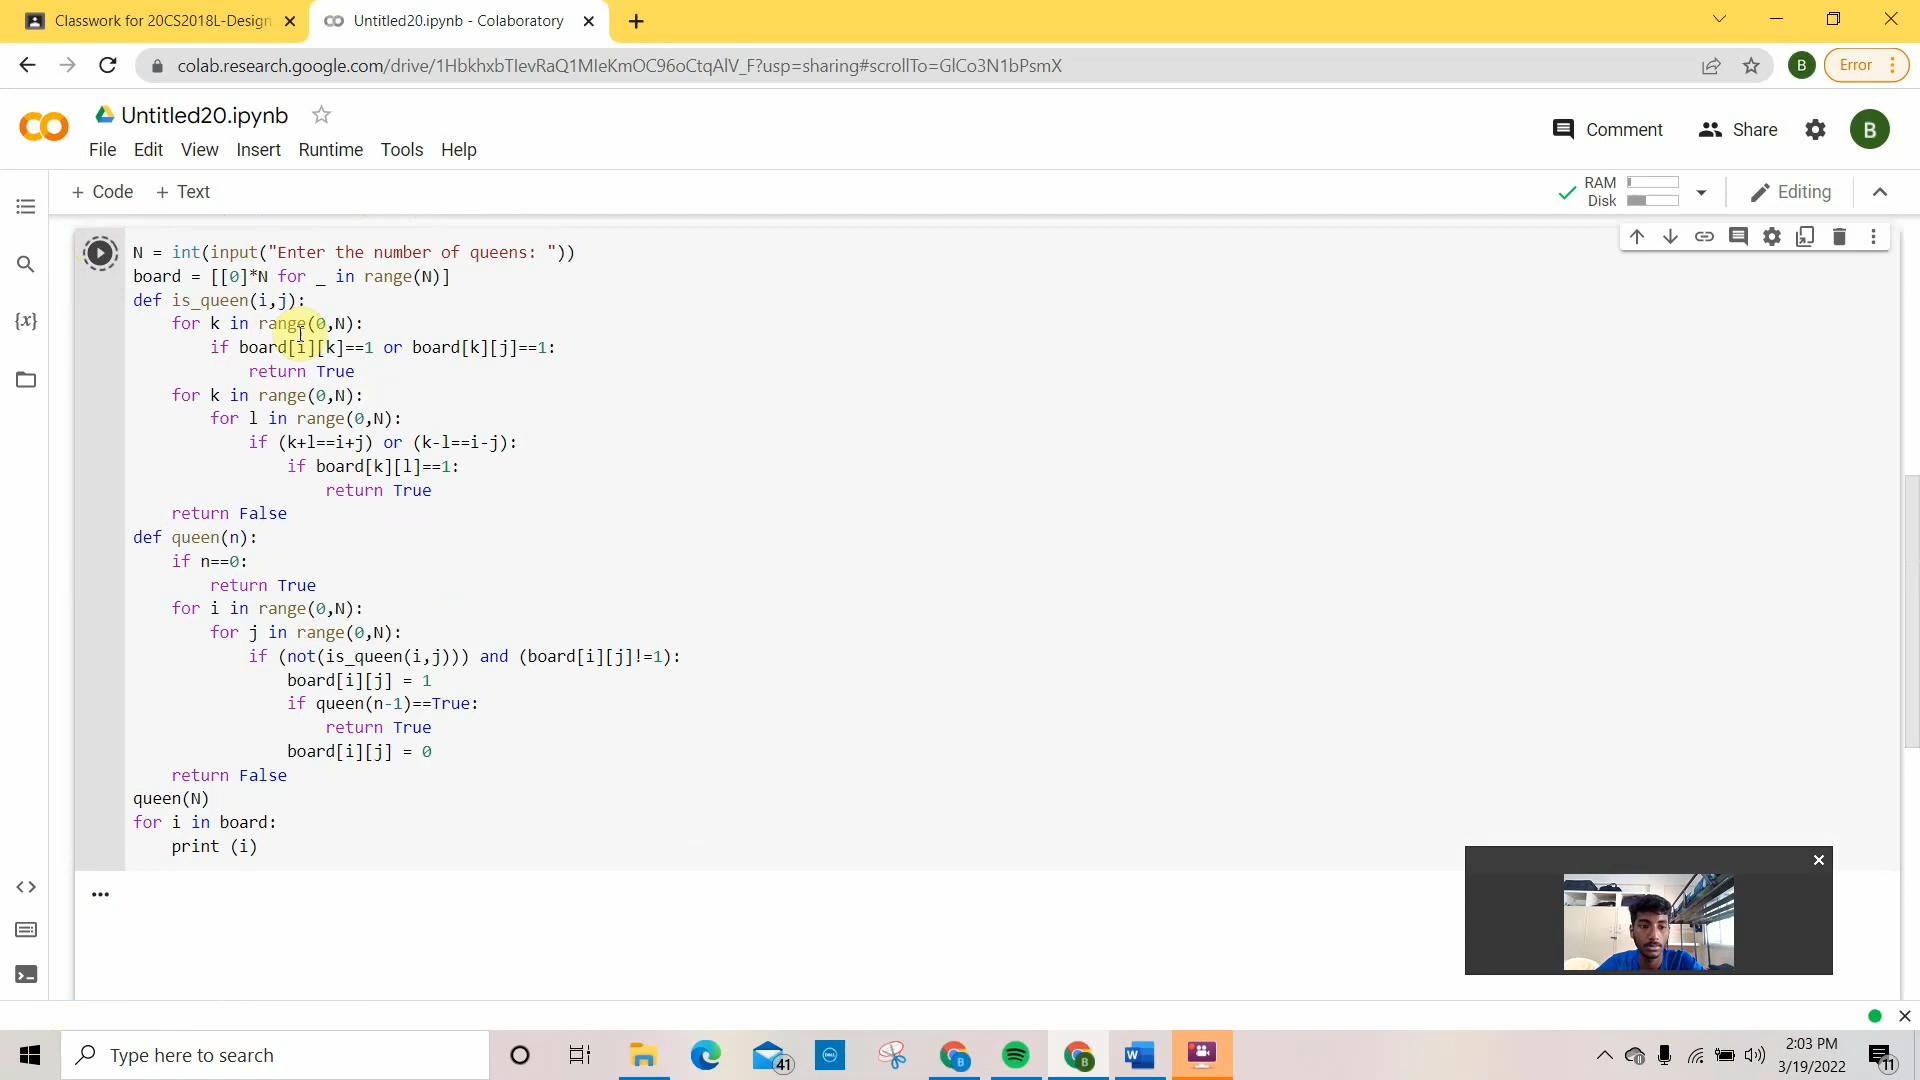 Classwork for 20CS2018L-Design
Untitled20.ipynb - Colaboratory
colab.research.google.com/drive/1HbkhxbTIevRaQ1MIeKmOC96oCtqAlV_F?usp=sharing#scrollTo=GlCo3N1bPsmX
B
Error
Untitled20.ipynb
Comment
Share
B
File Edit View Insert Runtime Tools Help
+ Code + Text
RAM
Disk
Editing
{x}
N = int(input("Enter the number of queens: "))
board = [[0]*N for _ in range(N)]
def is_queen(i,j):
    for k in range(0,N):
        if board[i][k]==1 or board[k][j]==1:
            return True
    for k in range(0,N):
        for l in range(0,N):
            if (k+l==i+j) or (k-l==i-j):
                if board[k][l]==1:
                    return True
    return False
def queen(n):
    if n==0:
        return True
    for i in range(0,N):
        for j in range(0,N):
            if (not(is_queen(i,j))) and (board[i][j]!=1):
                board[i][j] = 1
                if queen(n-1)==True:
                    return True
                board[i][j] = 0
    return False
queen(N)
for i in board:
    print (i)
...
Type here to search
41
DELL
B
B
W
2:03 PM
3/19/2022
11